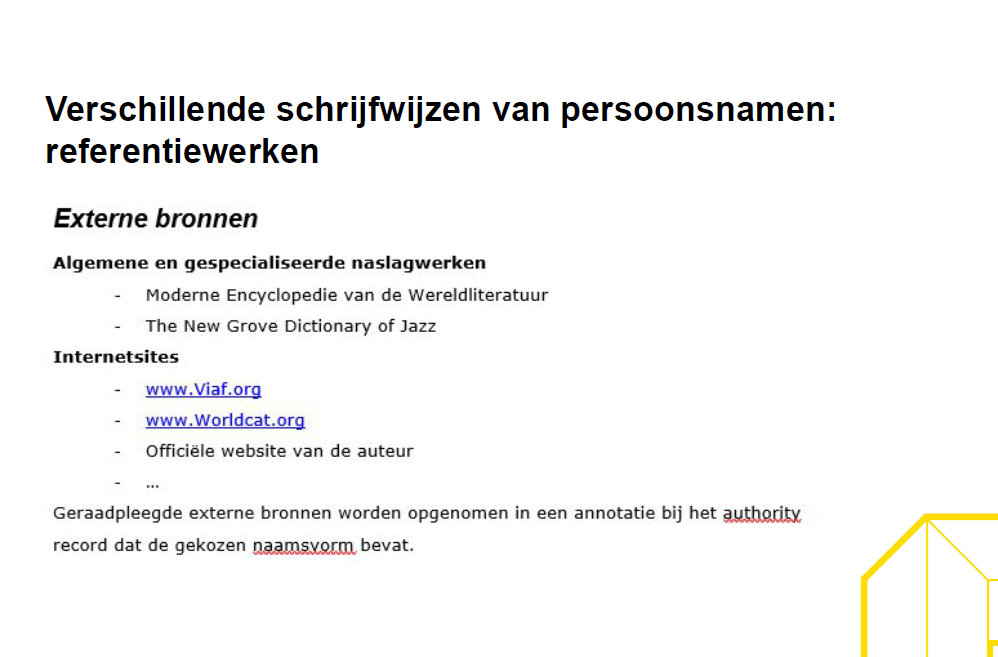 Verschillende schrijfwijzen van persoonsnamen:
referentiewerken
Externe bronnen
Algemene en gespecialiseerde naslagwerken
- Moderne Encyclopedie van de Wereldliteratuur
- The New Grove Dictionary of Jazz
Internetsites
- www.Viaf.org
- www.Worldcat.org
- Officiële website van de auteur
- ...
Geraadpleegde externe bronnen worden opgenomen in een annotatie bij het authority
record dat de gekozen naamsvorm bevat.